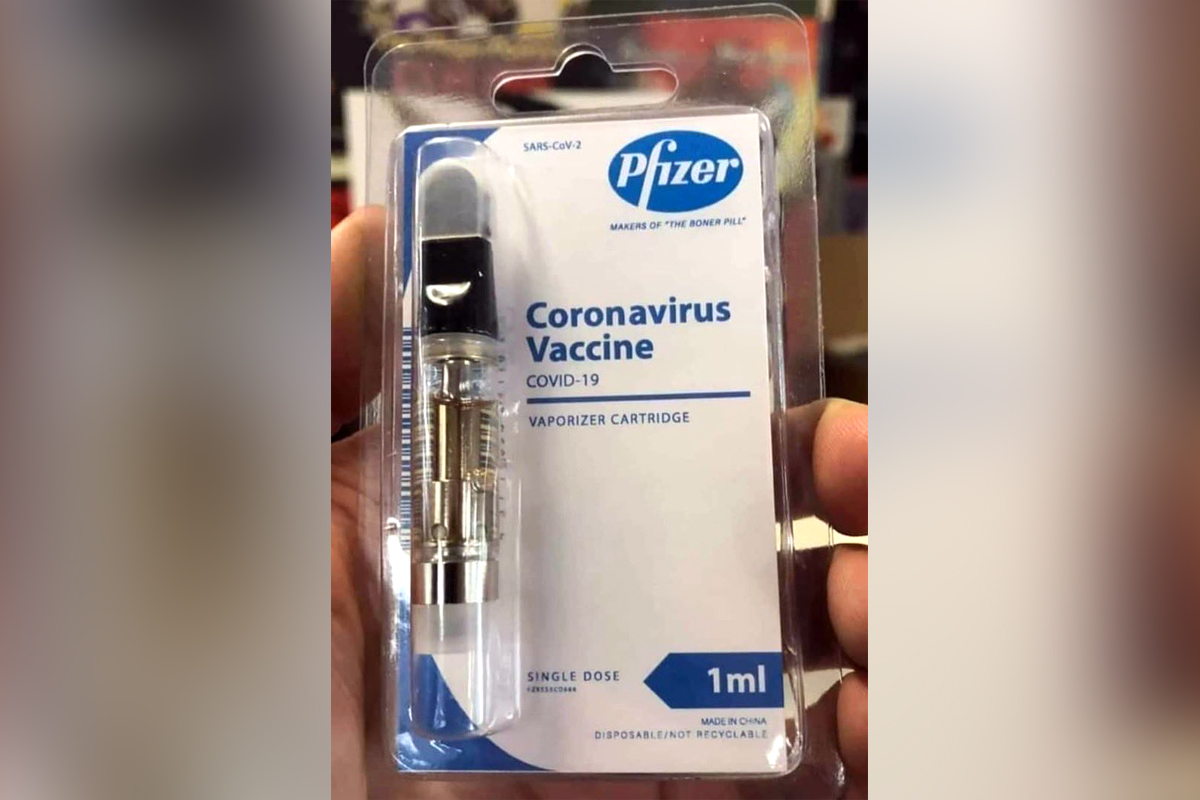 SARS-CoV-2
Pfizer
MAKERS OF "THE BONER PILL"
Coronavirus
Vaccine
COVID-19
VAPORIZER CARTRIDGE
SINGLE DOSE
1ml
MADE IN CHINA
DISPOSABLE/NOT RECYCLABLE